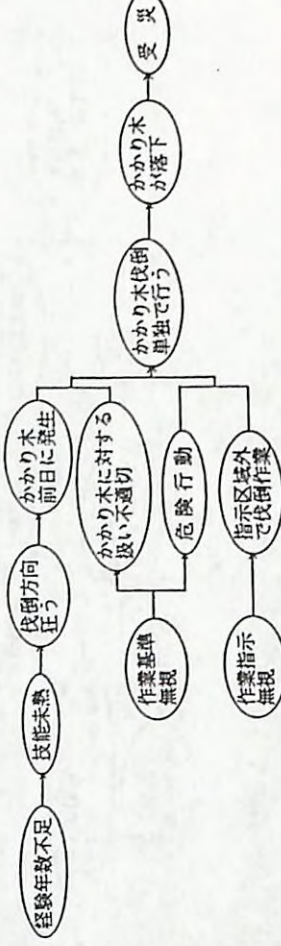 経験年数不足
技能未熟
伐倒方向
狂う
かかり木
前日に発生
かかり木に対する
扱い不適切
作業基準
無視
危険行動
作業指示
無視
指示区域外
で伐倒作業
かかり木伐倒
単独で行う
かかり木
が落下
受災